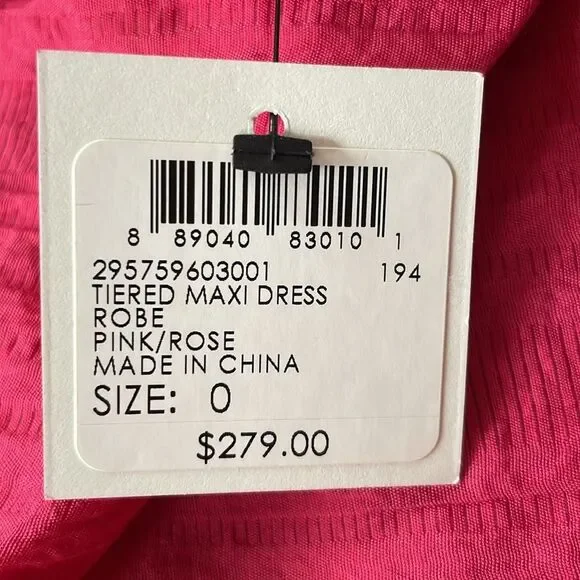 8 89040 83010 1
295759603001 194
TIERED MAXI DRESS
ROBE
PINK/ROSE
MADE IN CHINA
SIZE: 0
$279.00